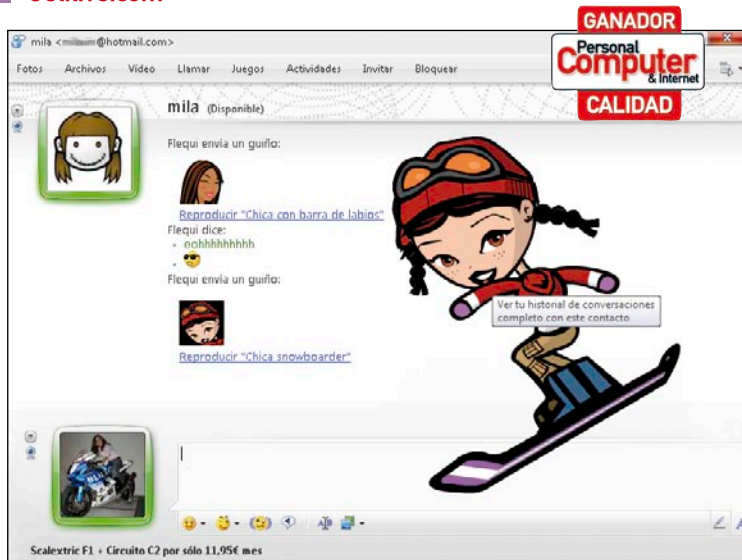 GANADOR
Personal
Computer
& Internet
CALIDAD
mila < @hotmail.com>
Fotos Archivos Vídeo Llamar Juegos Actividades Invitar Bloquear
mila (Disponible)
Flequi envía un guiño:
Reproducir "Chica con barra de labios"
Flequi dice:
eohhhhhhhhh
Flequi envía un guiño:
Ver tu historial de conversaciones
completo con este contacto
Reproducir "Chica snowboarder"
Scalextric F1 + Circuito C2 por sólo 11,95€ mes